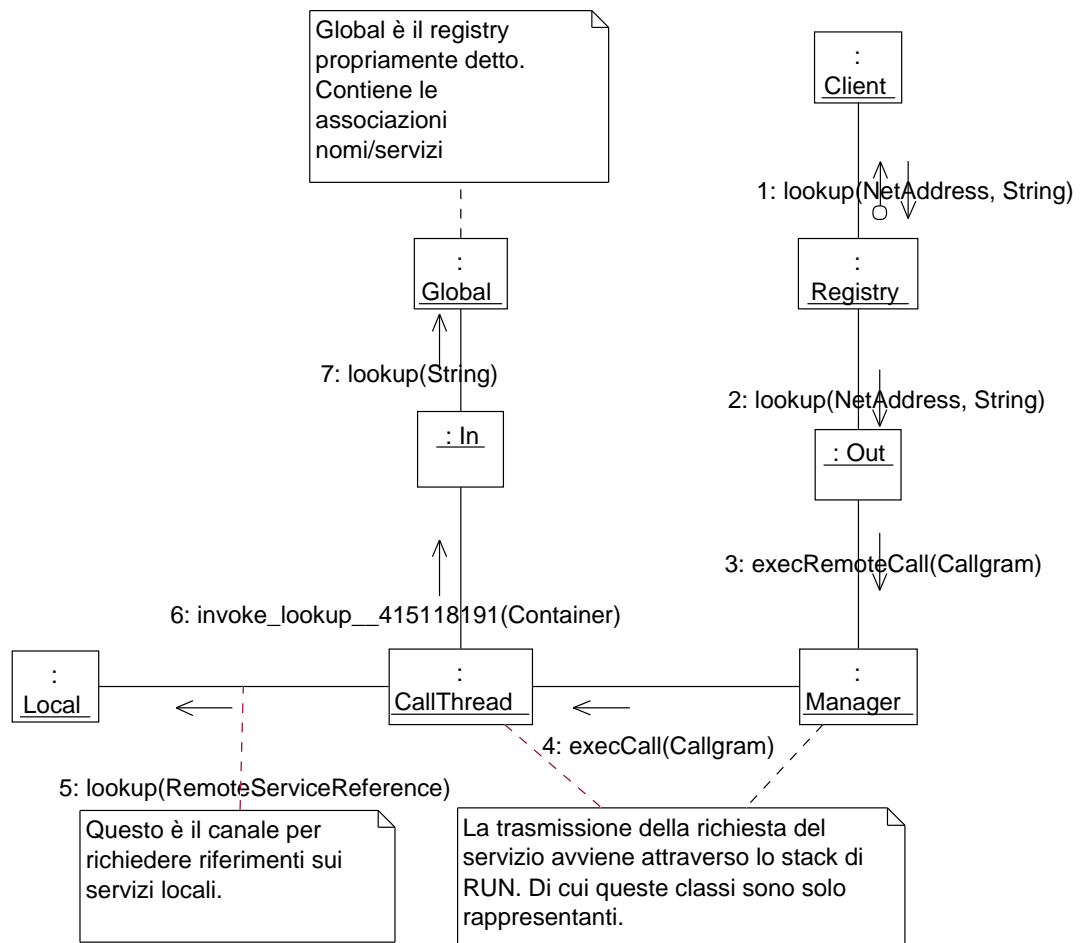 Global è il registry
propriamente detto.
Contiene le
associazioni
nomi/servizi
:
Client
1: lookup(NetAddress, String)
:
Global
:
Registry
7: lookup(String)
2: lookup(NetAddress, String)
: In
: Out
3: execRemoteCall(Callgram)
6: invoke_lookup__415118191(Container)
:
Local
:
CallThread
:
Manager
4: execCall(Callgram)
5: lookup(RemoteServiceReference)
Questo è il canale per
richiedere riferimenti sui
servizi locali.
La trasmissione della richiesta del
servizio avviene attraverso lo stack di
RUN. Di cui queste classi sono solo
rappresentanti.